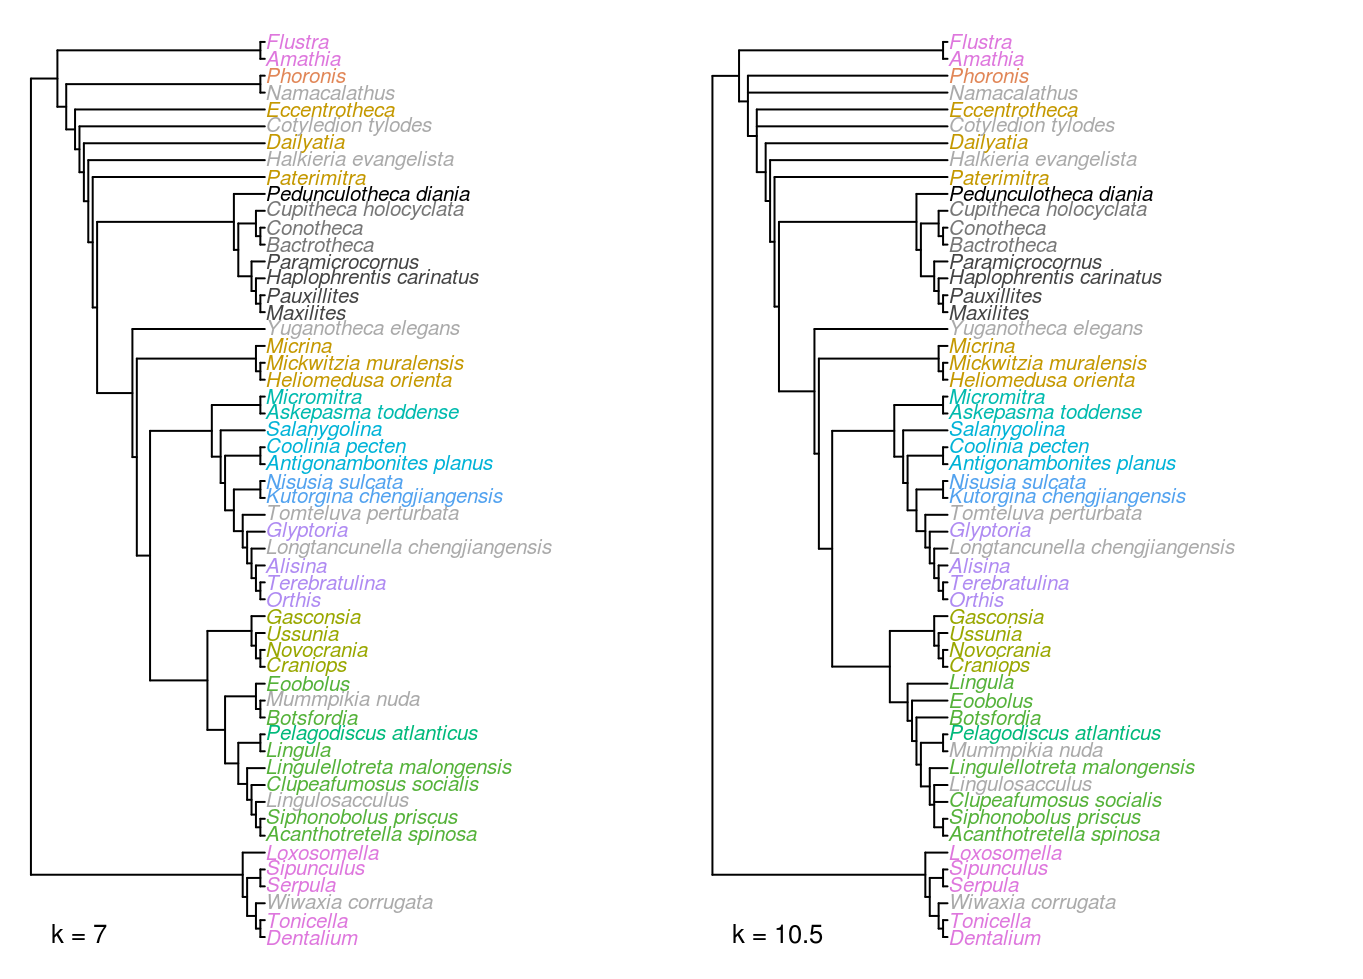 Flustra
Amathia
Phoronis
Namacalathus
Eccentrotheca
Cotyledion tylodes
Dailyatia
Halkieria evangelista
Paterimitra
Pedunculotheca diania
Cupitheca holocyclata
Conotheca
Bactrotheca
Paramicrocornus
Haplophrentis carinatus
Pauxillites
Maxilites
Yuganotheca elegans
Micrina
Mickwitzia muralensis
Heliomedusa orienta
Micromitra
Askepasma toddense
Salanygolina
Coolinia pecten
Antigonambonites planus
Nisusia sulcata
Kutorgina chengjiangensis
Tomteluva perturbata
Glyptoria
Longtancunella chengjiangensis
Alisina
Terebratulina
Orthis
Gasconsia
Ussunia
Novocrania
Craniops
Eoobolus
Mummpikia nuda
Botsfordia
Pelagodiscus atlanticus
Lingula
Lingulellotreta malongensis
Clupeafumosus socialis
Lingulosacculus
Siphonobolus priscus
Acanthotretella spinosa
Loxosomella
Sipunculus
Serpula
Wiwaxia corrugata
Tonicella
Dentalium
k = 7
Flustra
Amathia
Phoronis
Namacalathus
Eccentrotheca
Cotyledion tylodes
Dailyatia
Halkieria evangelista
Paterimitra
Pedunculotheca diania
Cupitheca holocyclata
Conotheca
Bactrotheca
Paramicrocornus
Haplophrentis carinatus
Pauxillites
Maxilites
Yuganotheca elegans
Micrina
Mickwitzia muralensis
Heliomedusa orienta
Micromitra
Askepasma toddense
Salanygolina
Coolinia pecten
Antigonambonites planus
Nisusia sulcata
Kutorgina chengjiangensis
Tomteluva perturbata
Glyptoria
Longtancunella chengjiangensis
Alisina
Terebratulina
Orthis
Gasconsia
Ussunia
Novocrania
Craniops
Lingula
Eoobolus
Botsfordia
Pelagodiscus atlanticus
Mummpikia nuda
Lingulellotreta malongensis
Lingulosacculus
Clupeafumosus socialis
Siphonobolus priscus
Acanthotretella spinosa
Loxosomella
Sipunculus
Serpula
Wiwaxia corrugata
Tonicella
Dentalium
k = 10.5